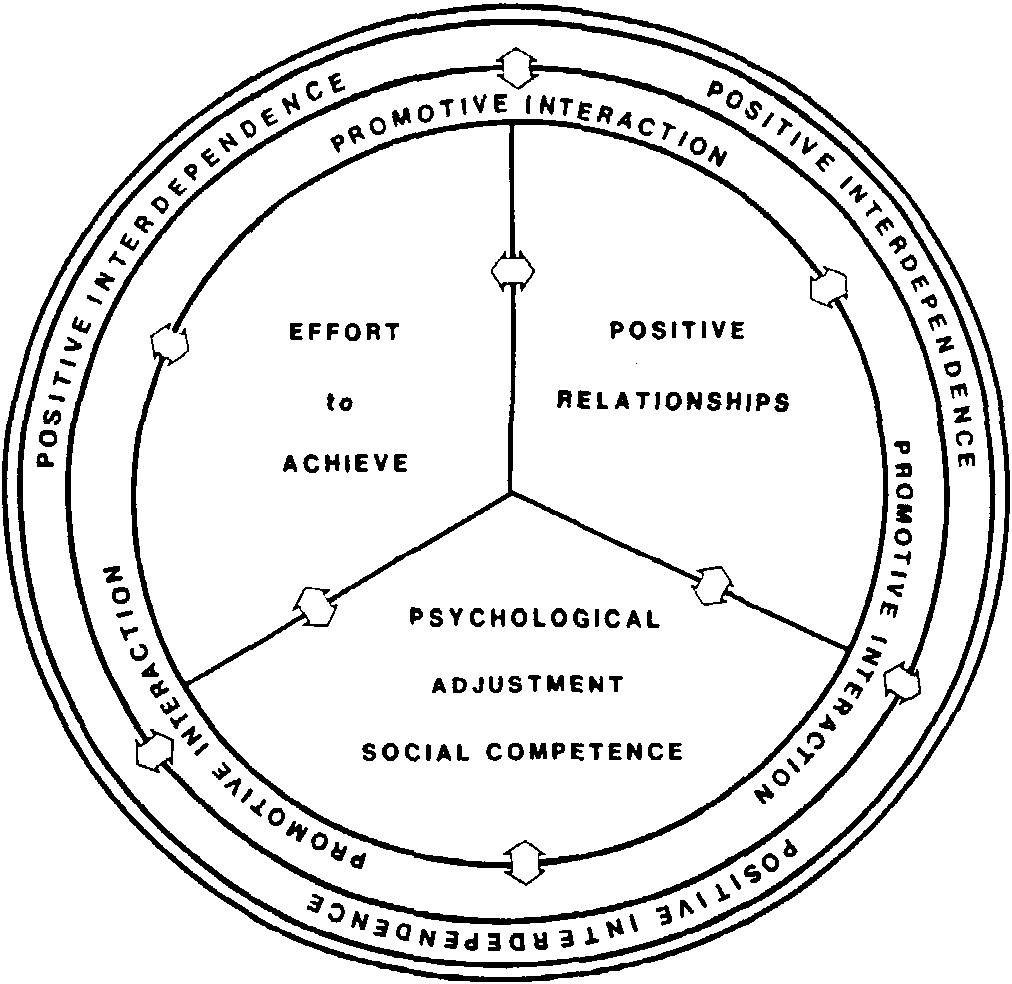 POSITIVE INTERDEPENDENCE
POSITIVE INTERDEPENDENCE
PROMOTIVE INTERACTION
EFFORT
to
ACHIEVE
POSITIVE
RELATIONSHIPS
PROMOTIVE INTERACTION
PROMOTIVE INTERACTION
PSYCHOLOGICAL
ADJUSTMENT
SOCIAL COMPETENCE
POSITIVE INTERDEPENDENCE